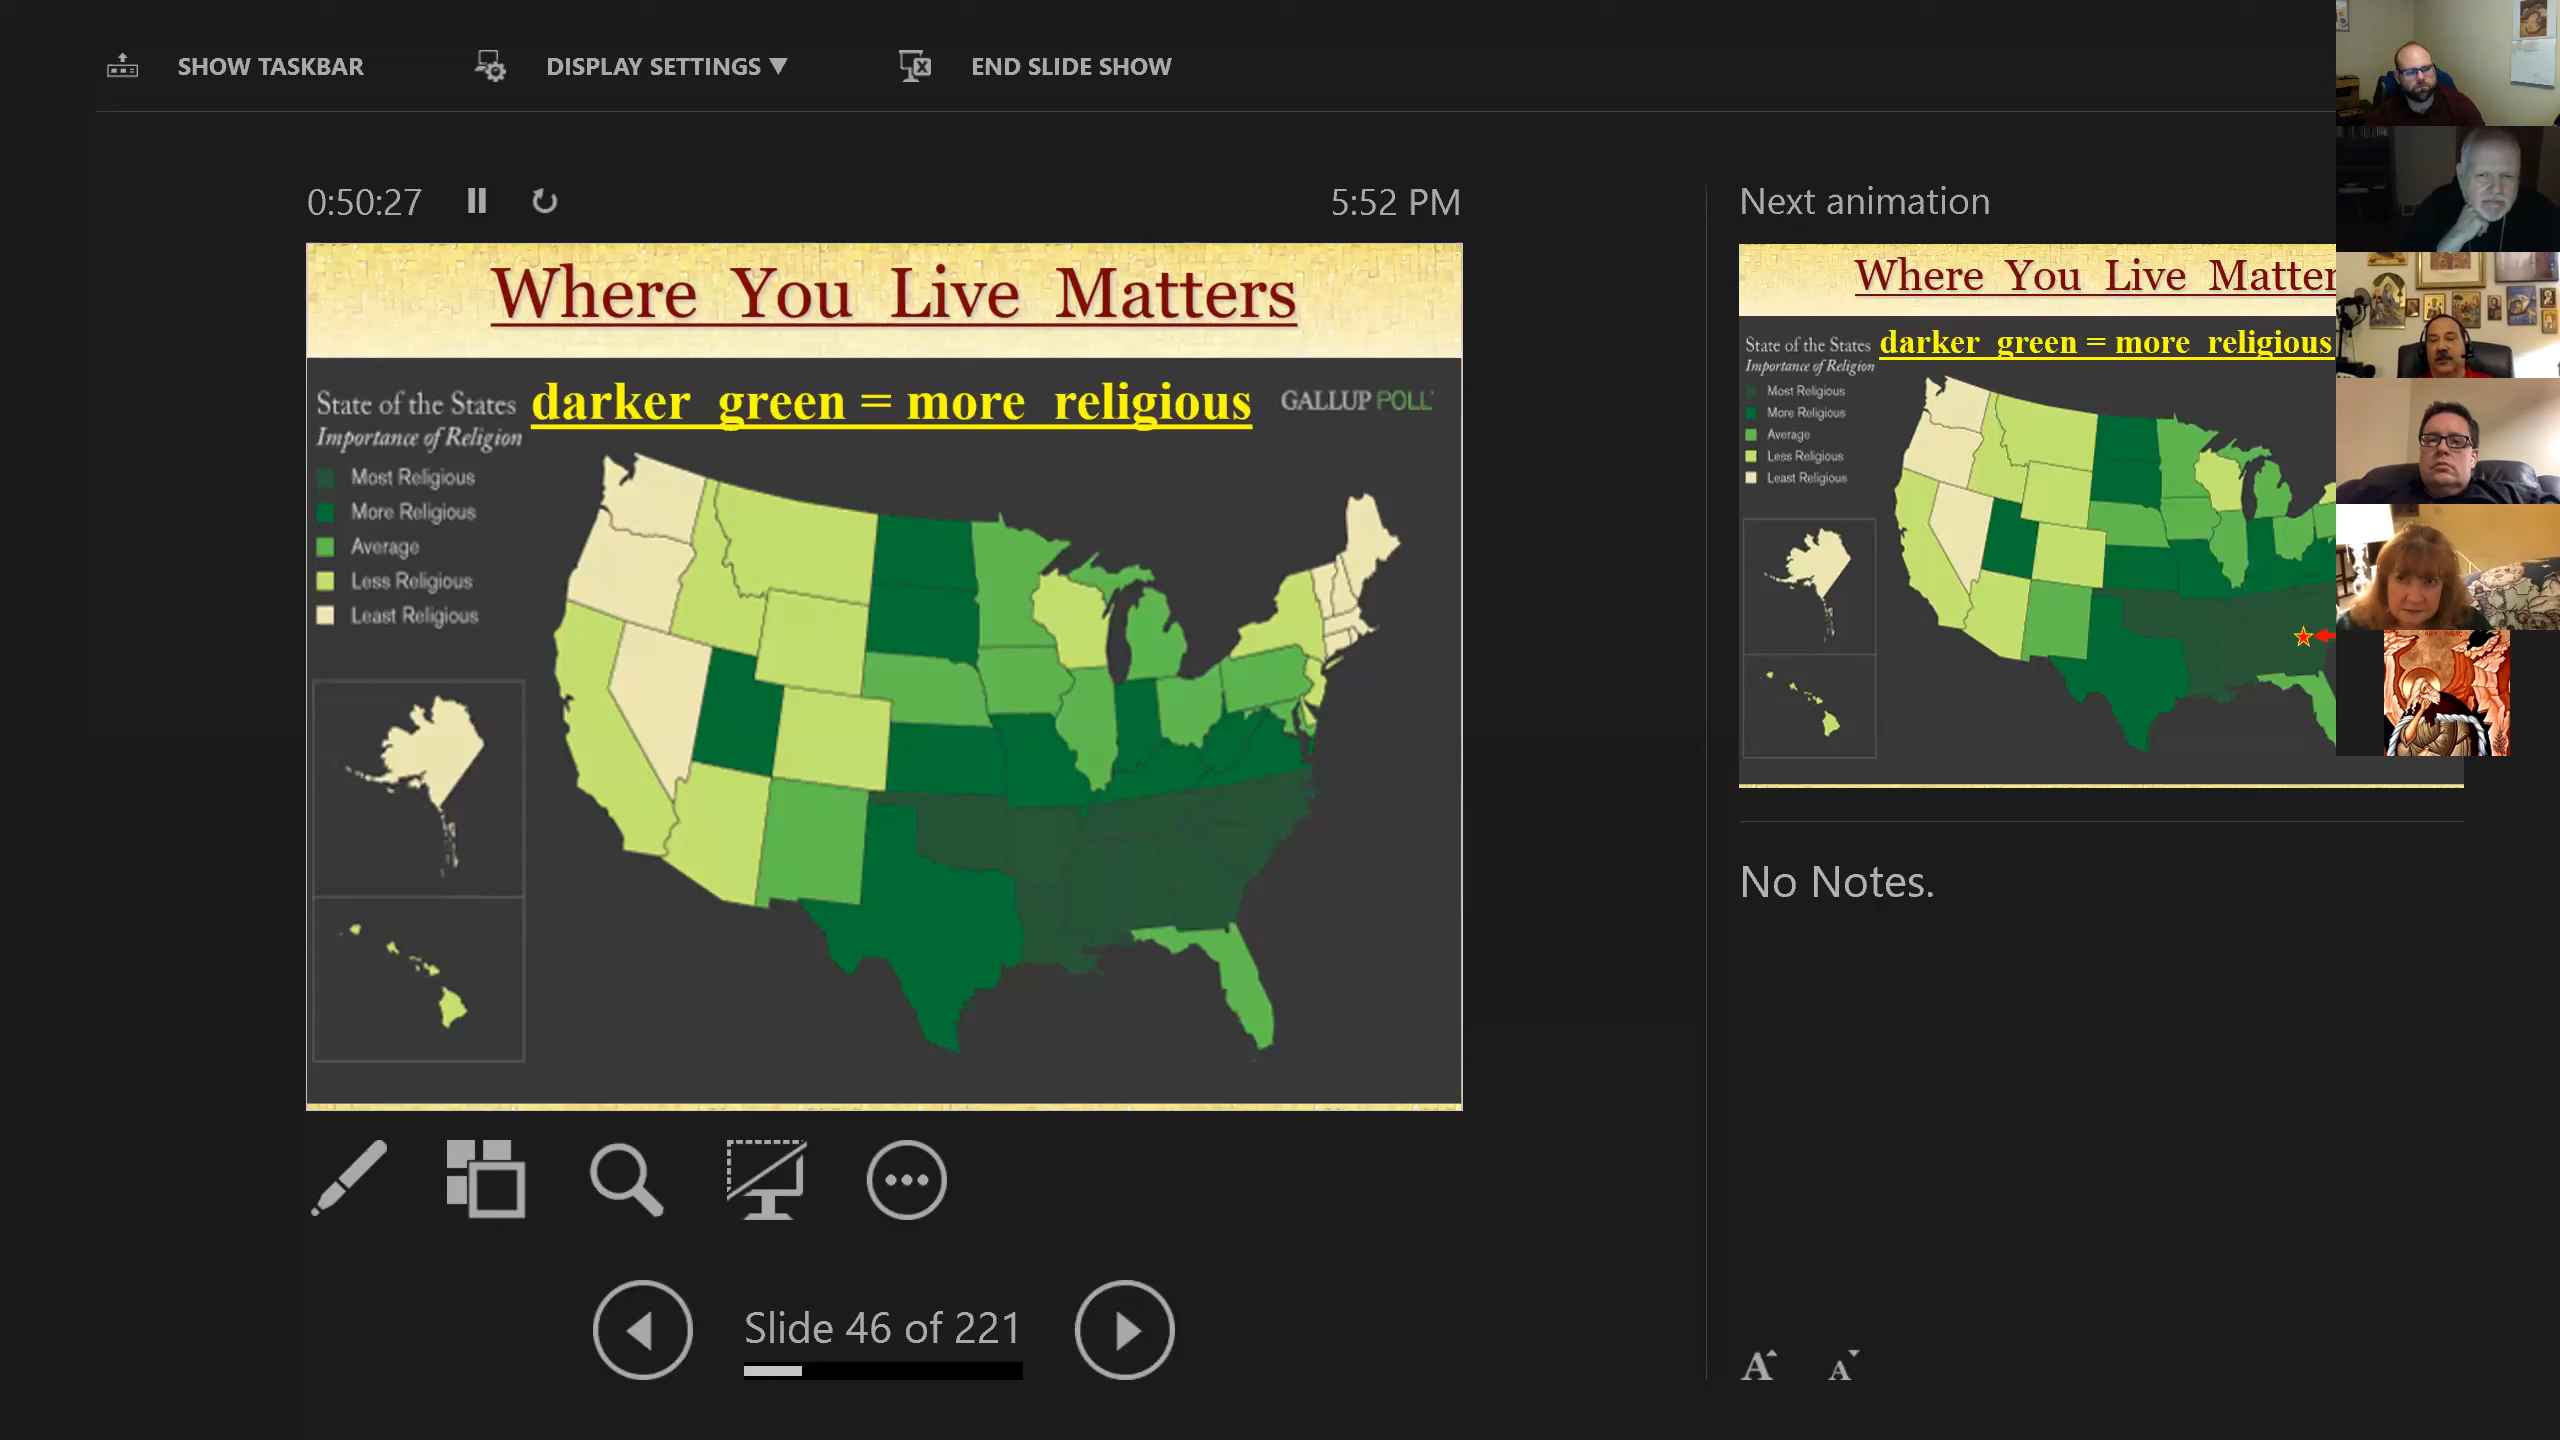 SHOW TASKBAR
DISPLAY SETTINGS ▼
END SLIDE SHOW
0:50:27
5:52 PM
Where You Live Matters
State of the States
Importance of Religion
darker green = more religious
GALLUP POLL
Most Religious
More Religious
Average
Less Religious
Least Religious
Slide 46 of 221
Next animation
Where You Live Matter
State of the States
Importance of Religion
darker green = more religious
Most Religious
More Religious
Average
Less Religious
Least Religious
No Notes.
A
A